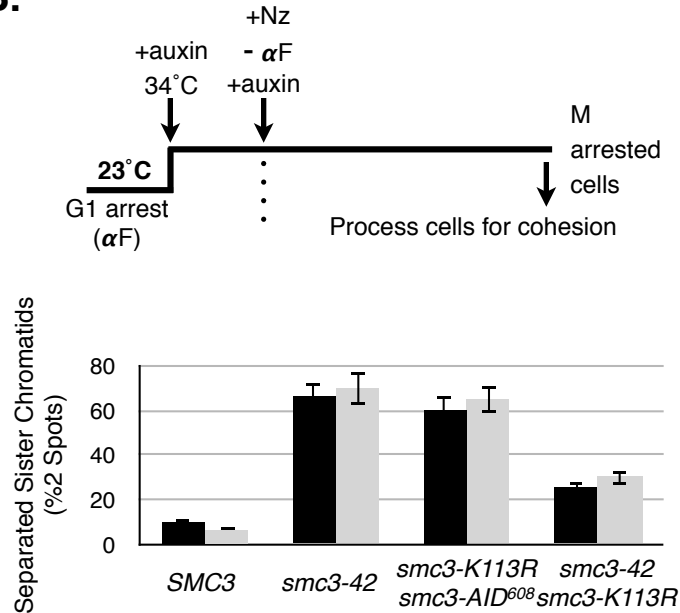 +Nz
+auxin - αF
34˚C +auxin
M
23˚C arrested
G1 arrest cells
(αF) Process cells for cohesion
Separated Sister Chromatids
(%2 Spots)
80
60
40
20
0
SMC3 smc3-42 smc3-K113R smc3-42
smc3-AID608 smc3-K113R